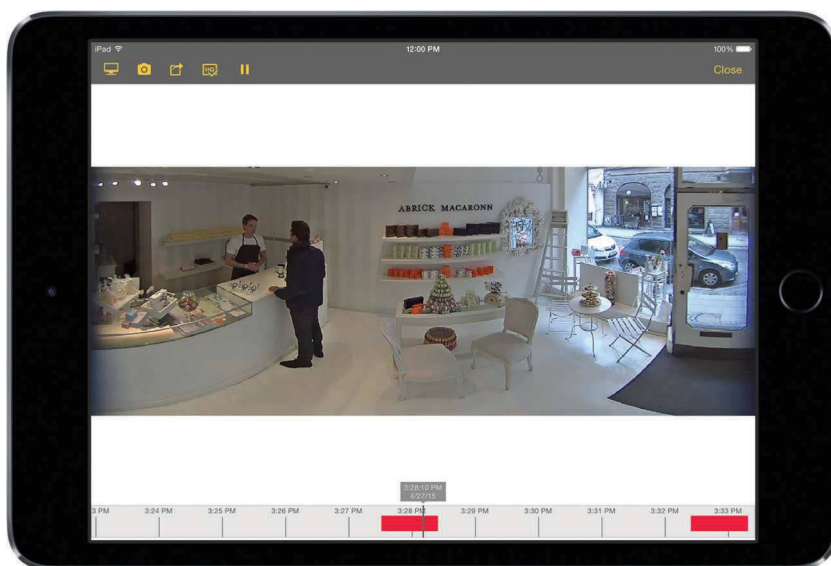 iPad 12:00 PM 100%
HQ Close
ABRICK MACARONN
3:28:10 PM
4/27/15
3 PM 3:24 PM 3:25 PM 3:26 PM 3:27 PM 3:28 PM 3:29 PM 3:30 PM 3:31 PM 3:32 PM 3:33 PM